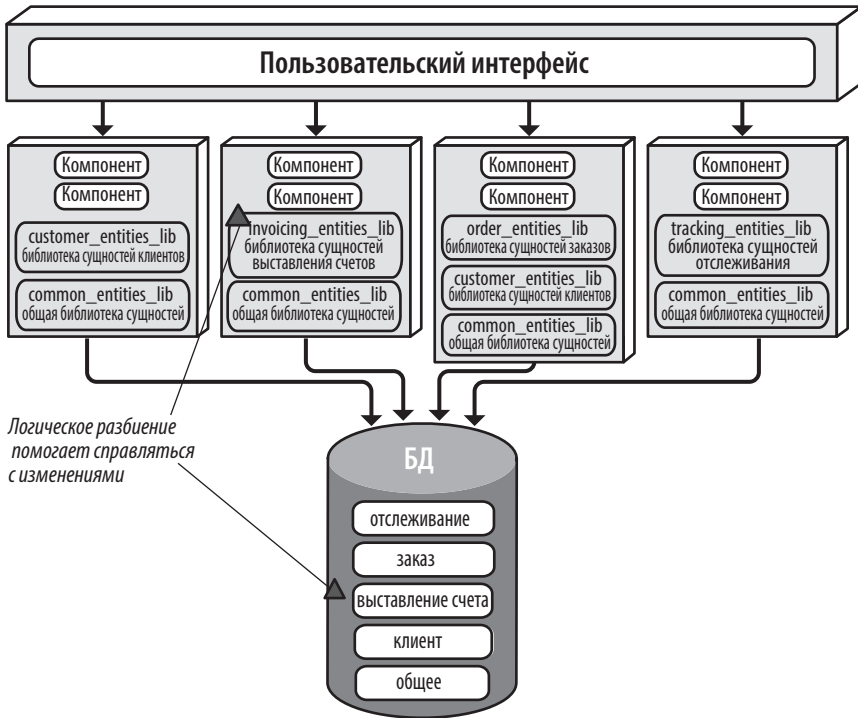 Пользовательский интерфейс
Компонент
Компонент
customer_entities_lib
библиотека сущностей клиентов
common_entities_lib
общая библиотека сущностей
Компонент
Компонент
invoicing_entities_lib
библиотека сущностей
выставления счетов
common_entities_lib
общая библиотека сущностей
Компонент
Компонент
order_entities_lib
библиотека сущностей заказов
customer_entities_lib
библиотека сущностей клиентов
common_entities_lib
общая библиотека сущностей
Компонент
Компонент
tracking_entities_lib
библиотека сущностей
отслеживания
common_entities_lib
общая библиотека сущностей
Логическое разбиение
помогает справляться
с изменениями
БД
отслеживание
заказ
выставление счета
клиент
общее